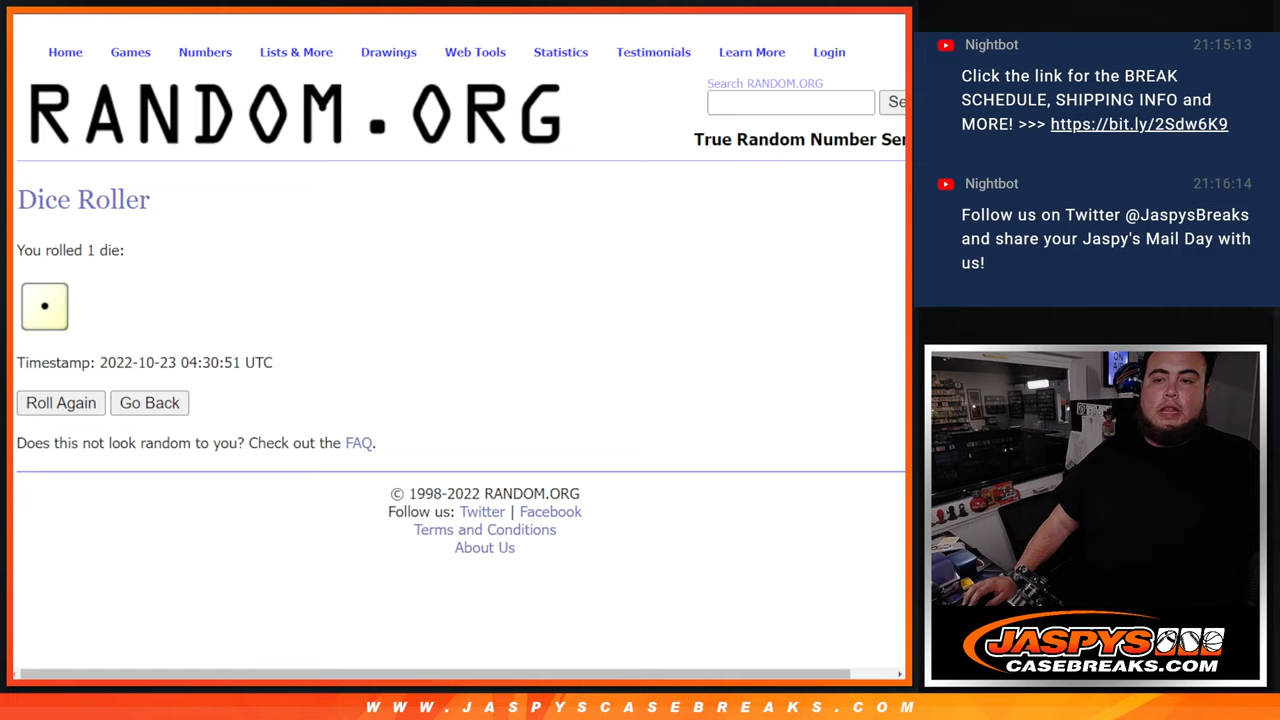 Home Games Numbers Lists & More Drawings Web Tools Statistics Testimonials Learn More Login
RANDOM.ORG
Search RANDOM.ORG
Se
True Random Number Ser
Dice Roller
You rolled 1 die:
Timestamp: 2022-10-23 04:30:51 UTC
Roll Again Go Back
Does this not look random to you? Check out the FAQ.
© 1998-2022 RANDOM.ORG
Follow us: Twitter | Facebook
Terms and Conditions
About Us
Nightbot 21:15:13
Click the link for the BREAK
SCHEDULE, SHIPPING INFO and
MORE! >>> https://bit.ly/2Sdw6K9
Nightbot 21:16:14
Follow us on Twitter @JaspysBreaks
and share your Jaspy's Mail Day with
us!
ON
JASPYS
CASEBREAKS.COM
WWW.JASPYSCASEBREAKS.COM